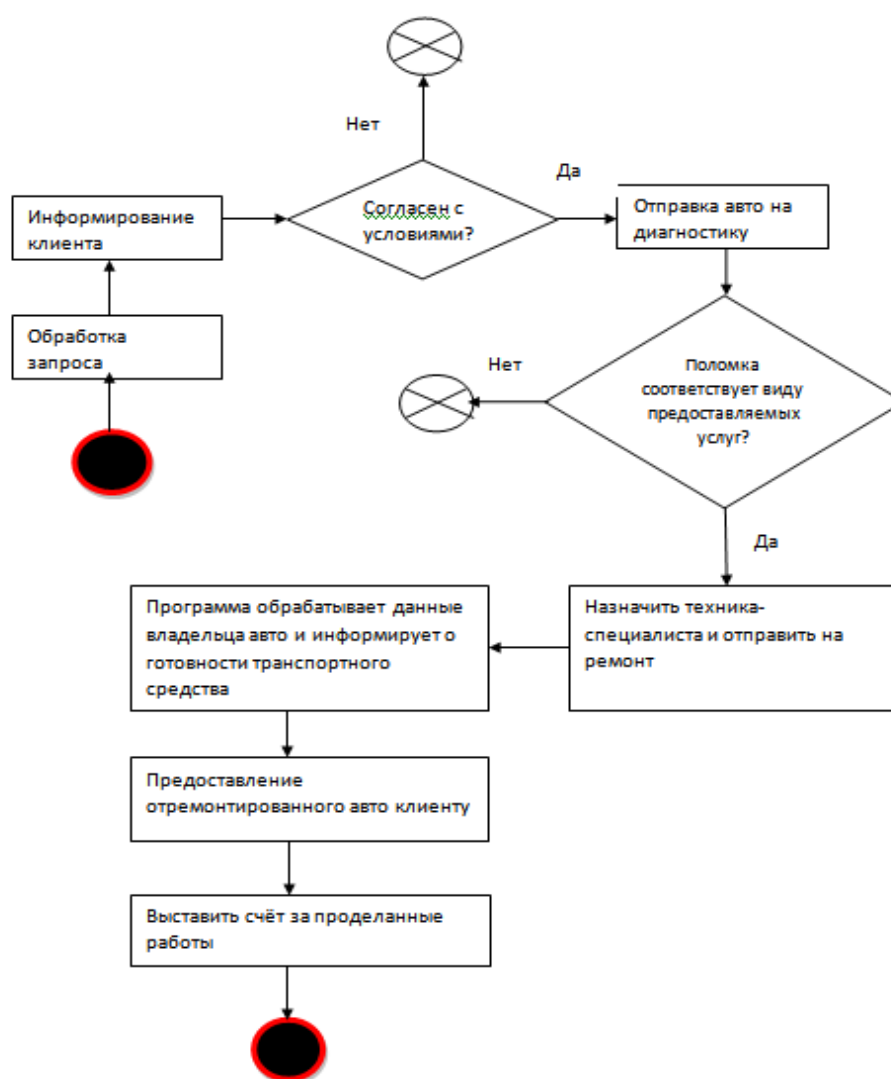 Нет
Да
Информирование
клиента
Согласен с
условиями?
Отправка авто на
диагностику
Обработка
запроса
Нет
Поломка
соответствует виду
предоставляемых
услуг?
Да
Программа обрабатывает данные
владельца авто и информирует о
готовности транспортного
средства
Назначить техника-
специалиста и отправить на
ремонт
Предоставление
отремонтированного авто клиенту
Выставить счёт за проделанные
работы